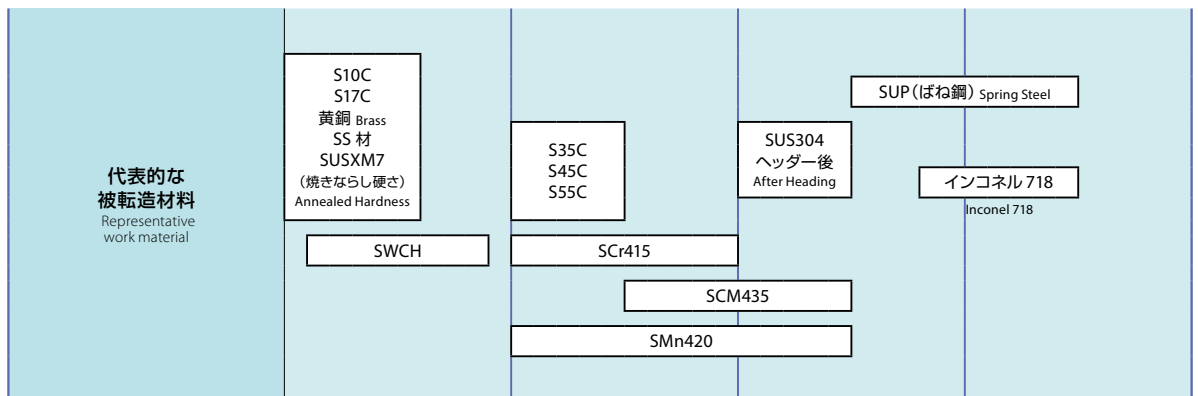 代表的な
被転造材料
Representative
work material
S10C
S17C
黄銅 Brass
SS 材
SUSXM7
（焼きならし硬さ）
Annealed Hardness
SWCH
S35C
S45C
S55C
SCr415
SCM435
SMn420
SUS304
ヘッダー後
After Heading
SUP（ばね鋼） Spring Steel
インコネル 718
Inconel 718